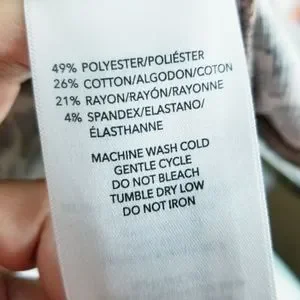 49% POLYESTER/POLIÉSTER
26% COTTON/ALGODON/COTON
21% RAYON/RAYÓN/RAYONNE
4% SPANDEX/ELASTANO/
ÉLASTHANNE
MACHINE WASH COLD
GENTLE CYCLE
DO NOT BLEACH
TUMBLE DRY LOW
DO NOT IRON